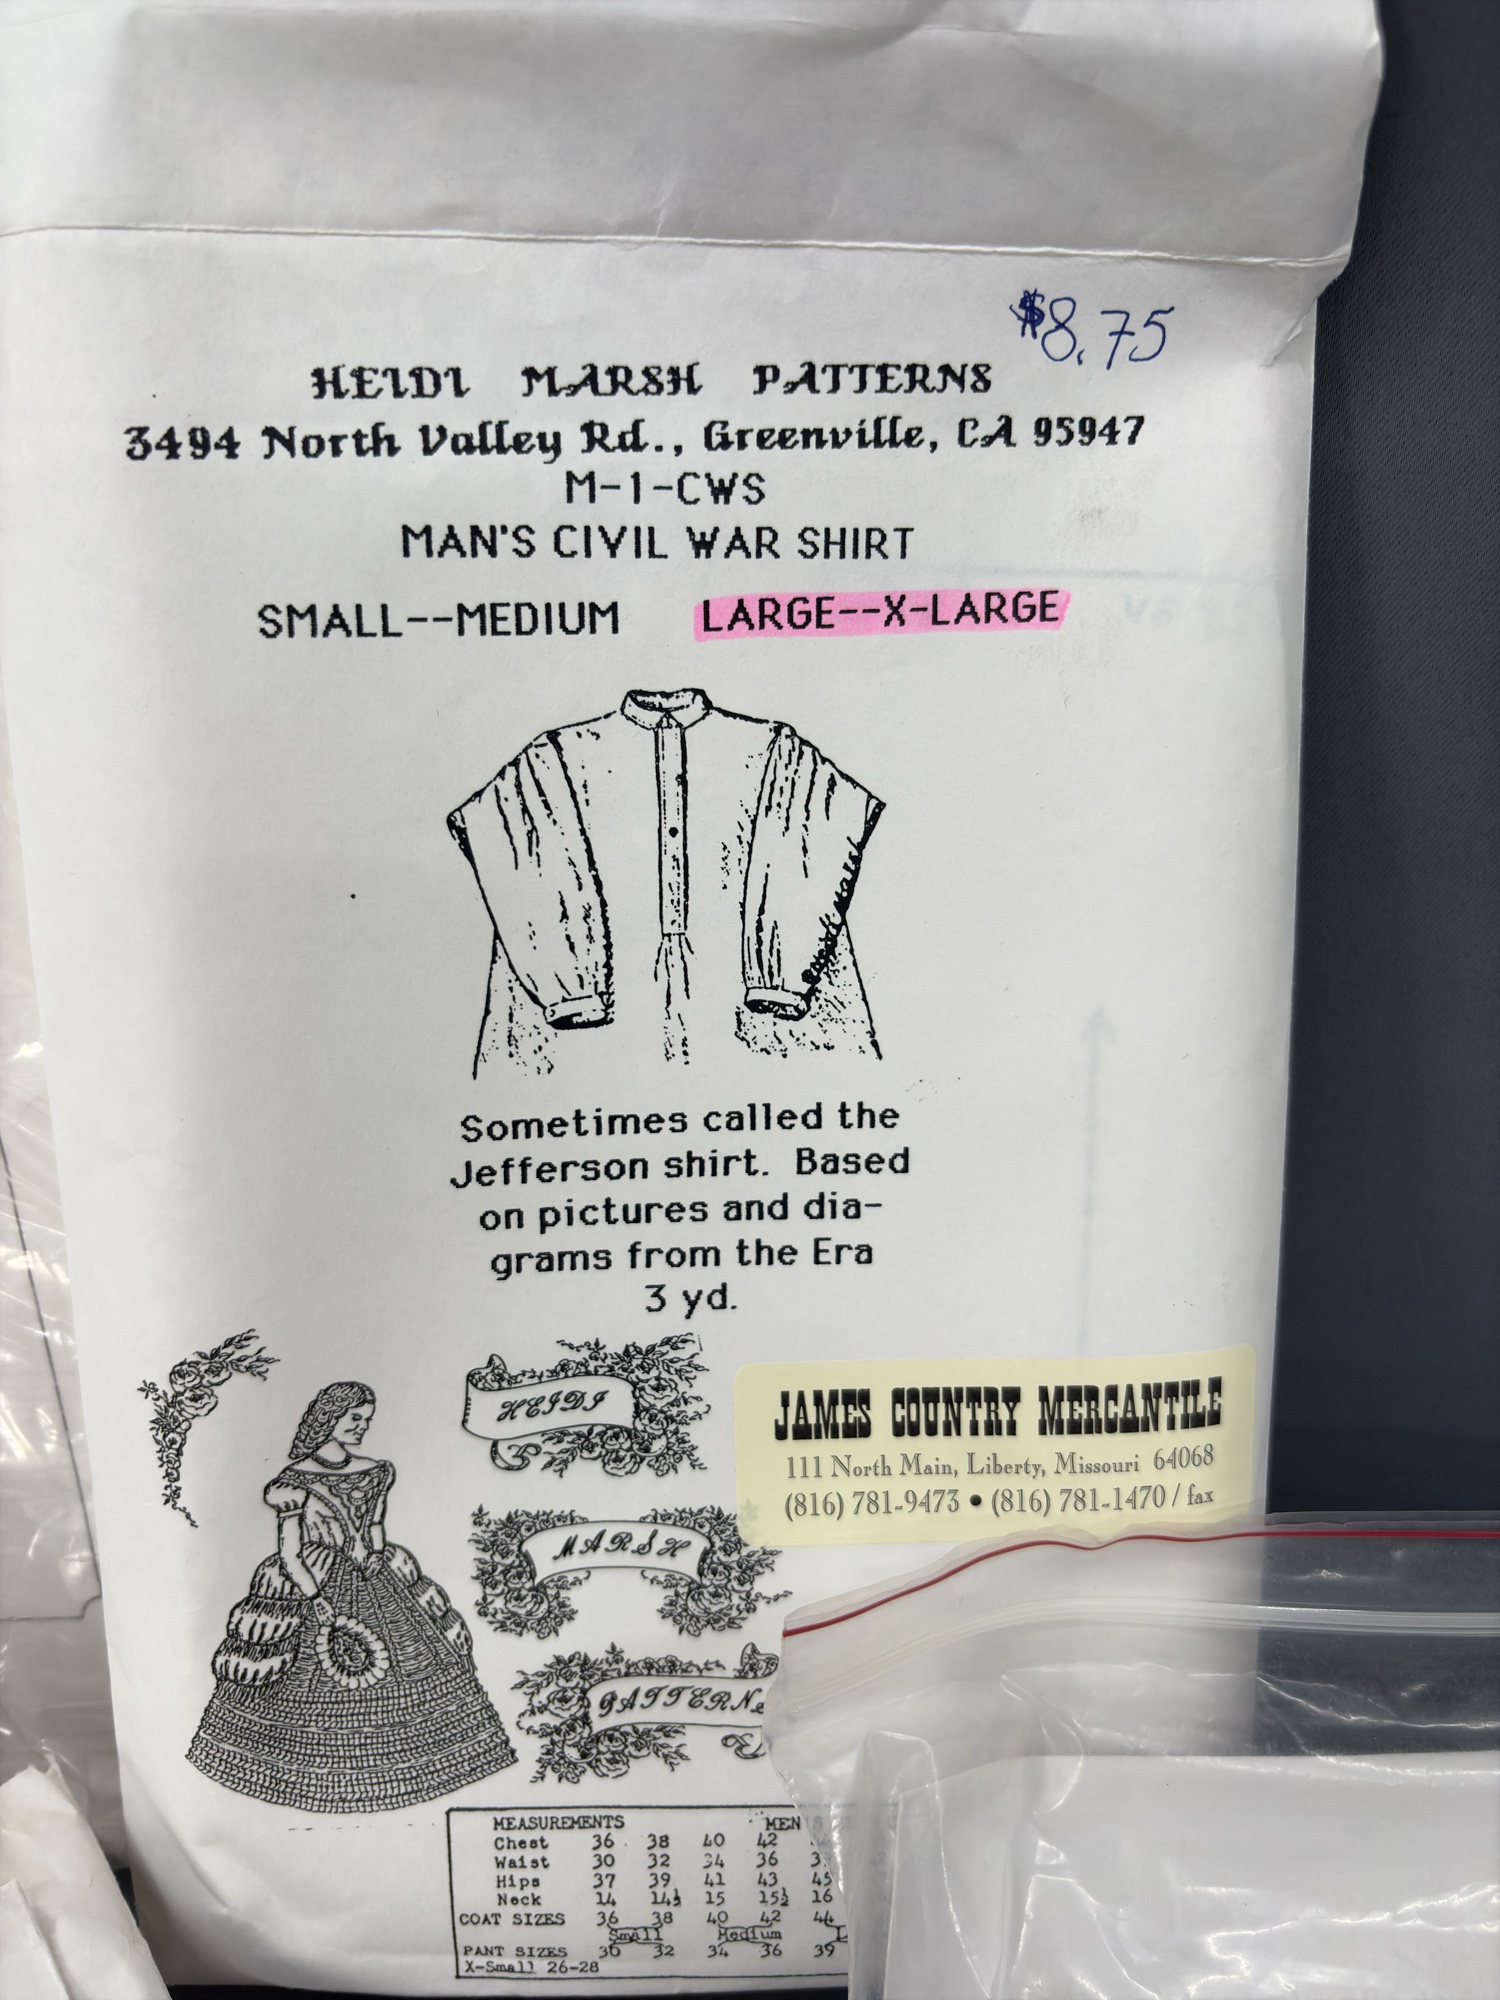 $8.75
HEIDI MARSH PATTERNS
3494 North Valley Rd., Greenville, CA 95947
M-1-CWS
MAN'S CIVIL WAR SHIRT
SMALL--MEDIUM LARGE--X-LARGE
Sometimes called the
Jefferson shirt. Based
on pictures and dia-
grams from the Era
3 yd.
HEIDI
MARSH
PATTERNS
JAMES COUNTRY MERCANTILE
111 North Main, Liberty, Missouri 64068
(816) 781-9473 • (816) 781-1470 / fax
MEASUREMENTS MEN'S
Chest 36 38 40 42
Waist 30 32 34 36
Hips 37 39 41 43 45
Neck 14 14½ 15 15½ 16
COAT SIZES 36 38 40 42 44
Small Medium
PANT SIZES 30 32 34 36 39
X-Small 26-28